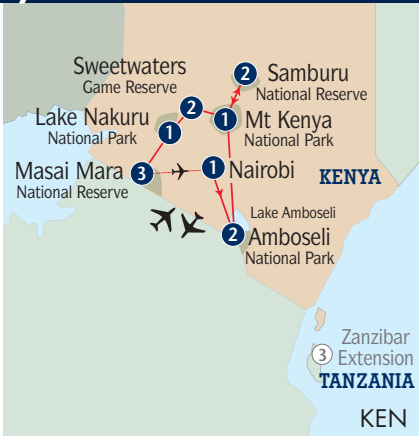 Sweetwaters
Game Reserve
2
Samburu
National Reserve
2
Lake Nakuru
National Park
1
1
Mt Kenya
National Park
Masai Mara
National Reserve
3
1
Nairobi
KENYA
Lake Amboseli
2
Amboseli
National Park
Zanzibar
3
Extension
TANZANIA
KEN